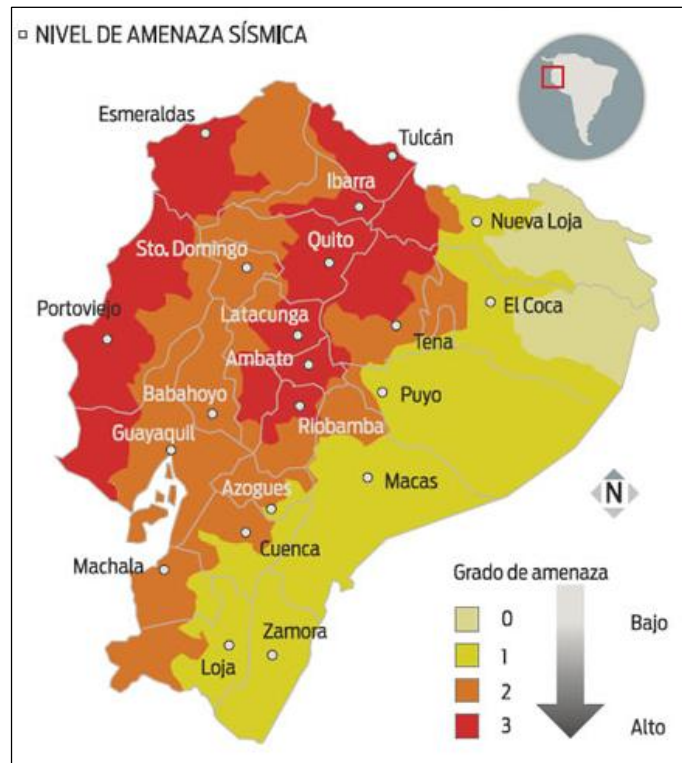 NIVEL DE AMENAZA SÍSMICA
Esmeraldas
Tulcán
Ibarra
Nueva Loja
Sto. Domingo
Quito
El Coca
Portoviejo
Latacunga
Tena
Ambato
Babahoyo
Puyo
Riobamba
Guayaquil
Macas
Azogues
N
Cuenca
Machala
Zamora
Loja
Grado de amenaza
0 Bajo
1
2
3 Alto